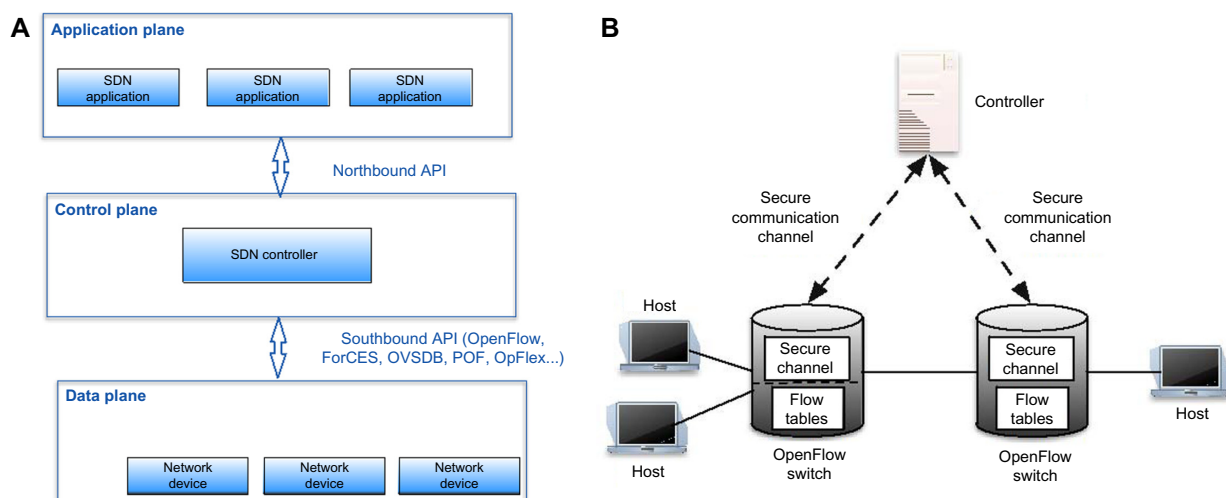 A
Application plane
SDN
application
SDN
application
SDN
application
Northbound API
Control plane
SDN controller
Southbound API (OpenFlow,
ForCES, OVSDB, POF, OpFlex...)
Data plane
Network
device
Network
device
Network
device
B
Controller
Secure
communication
channel
Secure
communication
channel
Host
Host
Secure
channel
Flow
tables
OpenFlow
switch
Secure
channel
Flow
tables
OpenFlow
switch
Host